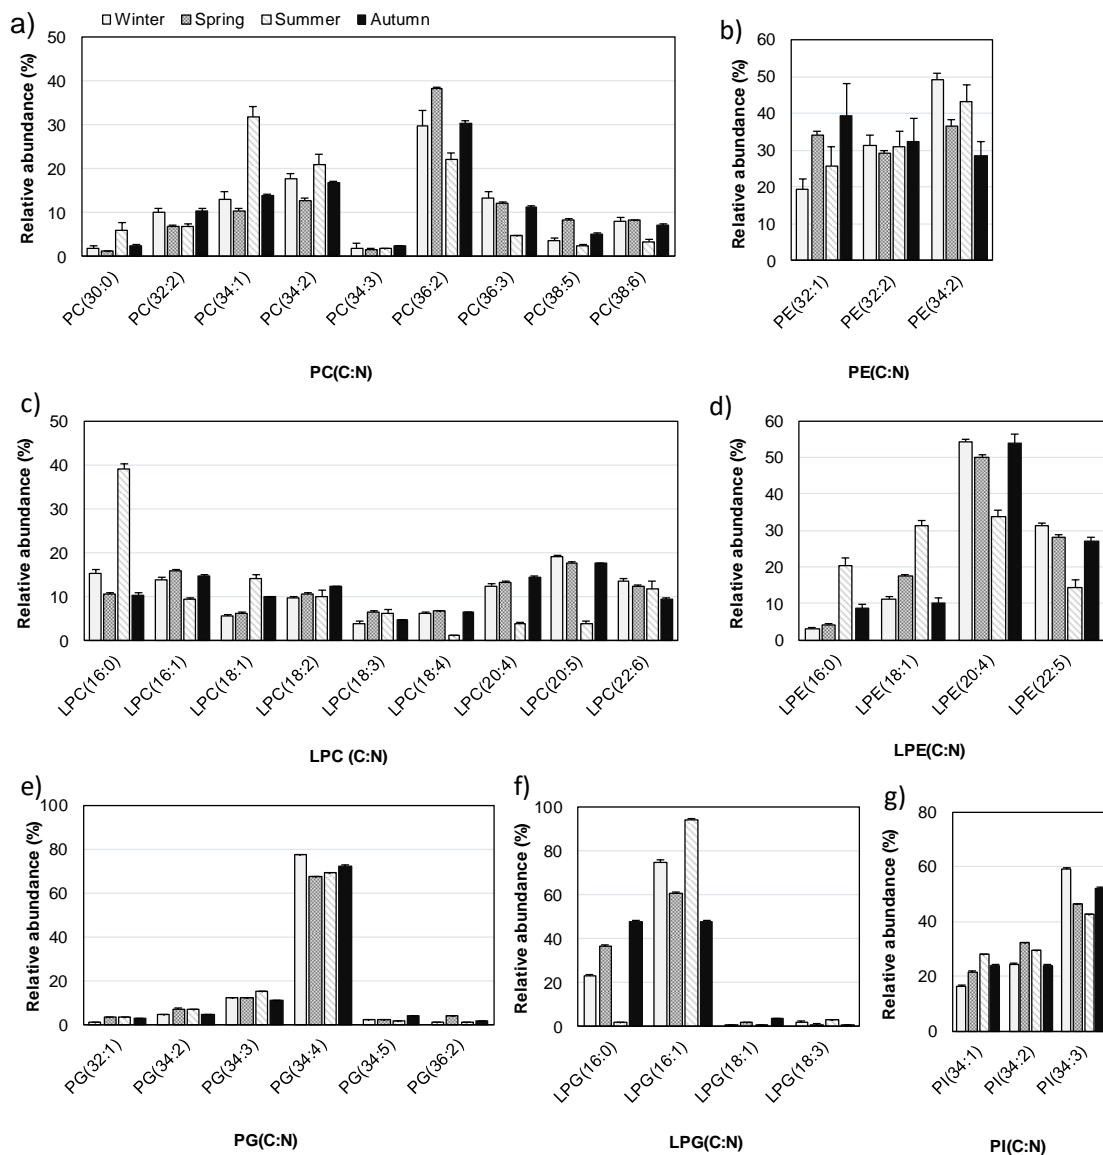 a)
Winter Spring Summer Autumn
Relative abundance (%)
50
40
30
20
10
0
PC(30:0) PC(32:2) PC(34:1) PC(34:2) PC(34:3) PC(36:2) PC(36:3) PC(38:5) PC(38:6)
PC(C:N)
b)
Relative abundance (%)
60
50
40
30
20
10
0
PE(32:1) PE(32:2) PE(34:2)
PE(C:N)
c)
Relative abundance (%)
50
40
30
20
10
0
LPC(16:0) LPC(16:1) LPC(18:1) LPC(18:2) LPC(18:3) LPC(18:4) LPC(20:4) LPC(20:5) LPC(22:6)
LPC (C:N)
d)
Relative abundance (%)
60
50
40
30
20
10
0
LPE(16:0) LPE(18:1) LPE(20:4) LPE(22:5)
LPE(C:N)
e)
Relative abundance (%)
100
80
60
40
20
0
PG(32:1) PG(34:2) PG(34:3) PG(34:4) PG(34:5) PG(36:2)
PG(C:N)
f)
Relative abundance (%)
100
80
60
40
20
0
LPG(16:0) LPG(16:1) LPG(18:1) LPG(18:3)
LPG(C:N)
g)
Relative abundance (%)
80
60
40
20
0
PI(34:1) PI(34:2) PI(34:3)
PI(C:N)